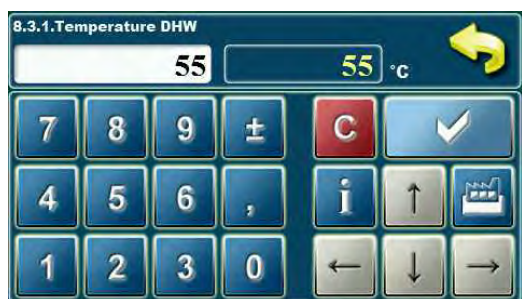 8.3.1.Temperature DHW
55 55 °C
7 8 9 ± C
4 5 6 , i ↑
1 2 3 0 ← ↓ →